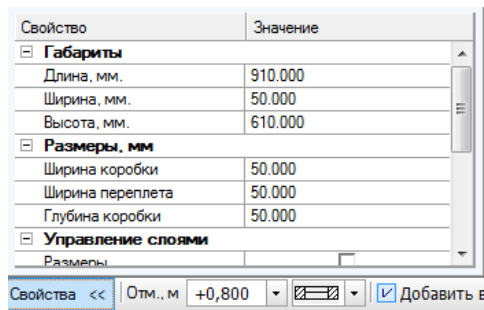 Свойство Значение
Габариты
Длина, мм. 910.000
Ширина, мм. 50.000
Высота, мм. 610.000
Размеры, мм
Ширина коробки 50.000
Ширина переплета 50.000
Глубина коробки 50.000
Управление слоями
Размеры
Свойства << Отм., м +0,800 Добавить в